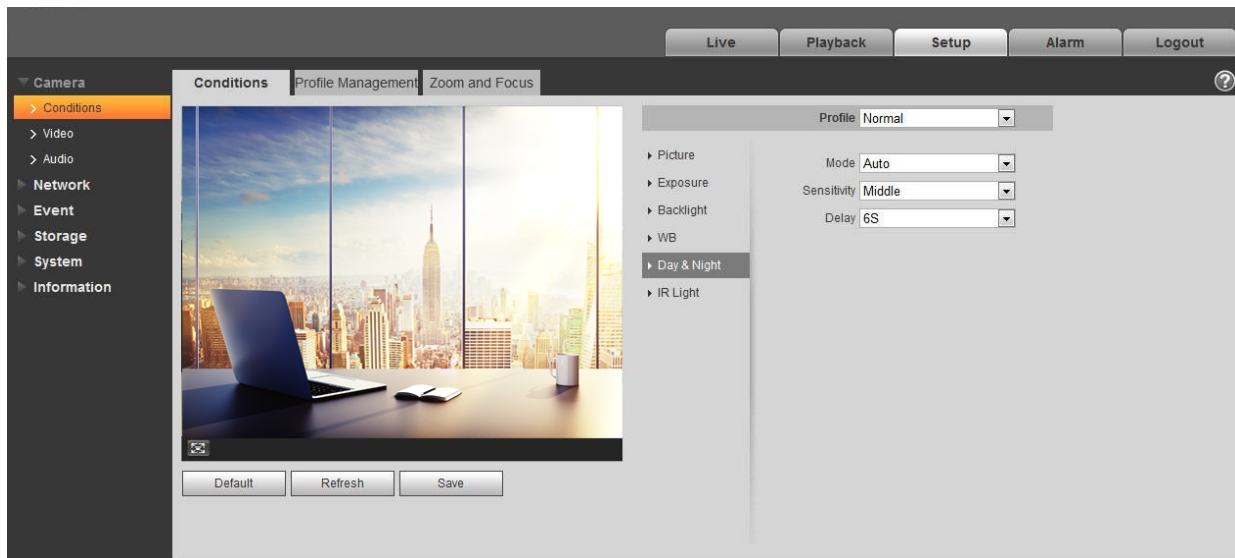 Live Playback Setup Alarm Logout
Camera
Conditions
Video
Audio
Network
Event
Storage
System
Information
Conditions Profile Management Zoom and Focus
?
Default Refresh Save
Profile Normal
Picture
Exposure
Backlight
WB
Day & Night
IR Light
Mode Auto
Sensitivity Middle
Delay 6S